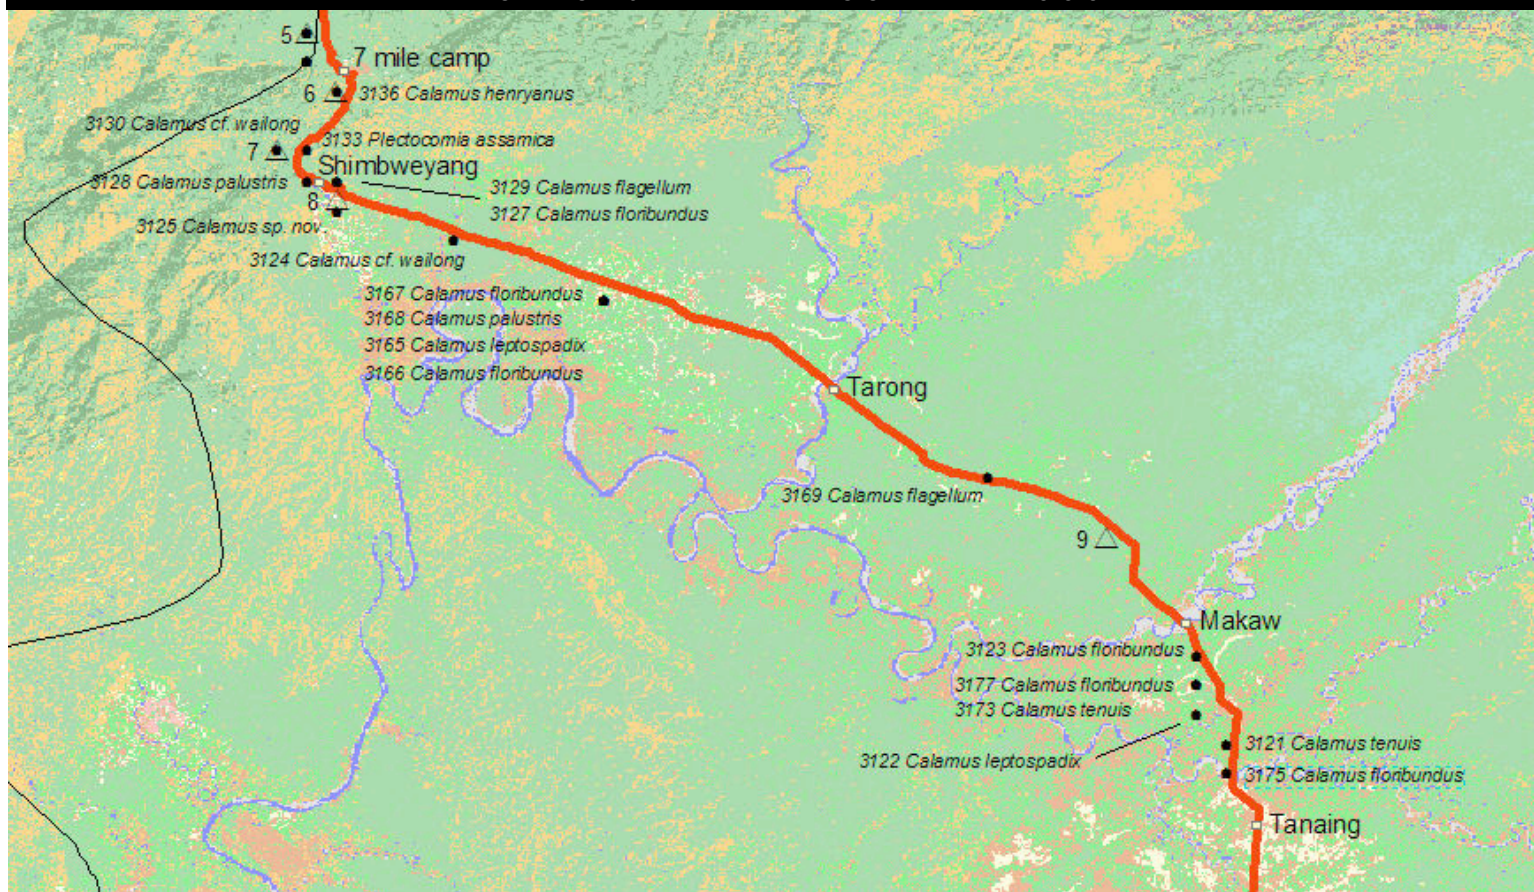 5
7 mile camp
6
3136 Calamus henryanus
3130 Calamus cf. wailong
3133 Plectocomia assamica
7
Shimbweyang
3128 Calamus palustris
3129 Calamus flagellum
8
3127 Calamus floribundus
3125 Calamus sp. nov.
3124 Calamus cf. wailong
3167 Calamus floribundus
3168 Calamus palustris
3165 Calamus leptospadix
3166 Calamus floribundus
Tarong
3169 Calamus flagellum
9
Makaw
3123 Calamus floribundus
3177 Calamus floribundus
3173 Calamus tenuis
3121 Calamus tenuis
3122 Calamus leptospadix
3175 Calamus floribundus
Tanaing